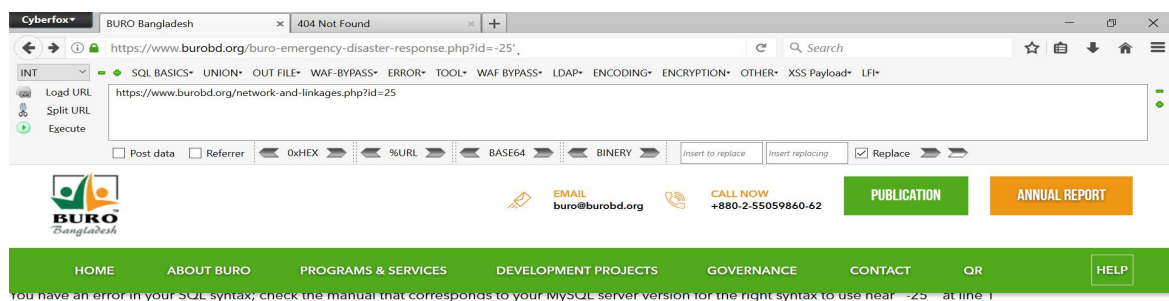 Cyberfox
BURO Bangladesh × 404 Not Found × +
https://www.burobd.org/buro-emergency-disaster-response.php?id=-25' Search
INT SQL BASICS UNION OUT FILE WAF-BYPASS ERROR TOOL WAF BYPASS LDAP ENCODING ENCRYPTION OTHER XSS Payload LFI
Load URL https://www.burobd.org/network-and-linkages.php?id=25
Split URL
Execute
Post data Referrer 0xHEX %URL BASE64 BINERY Insert to replace Insert replacing Replace
EMAIL
buro@burobd.org
CALL NOW
+880-2-55059860-62
PUBLICATION ANNUAL REPORT
BURO
Bangladesh
HOME ABOUT BURO PROGRAMS & SERVICES DEVELOPMENT PROJECTS GOVERNANCE CONTACT QR HELP
You have an error in your SQL syntax; check the manual that corresponds to your MySQL server version for the right syntax to use near '-25'' at line 1